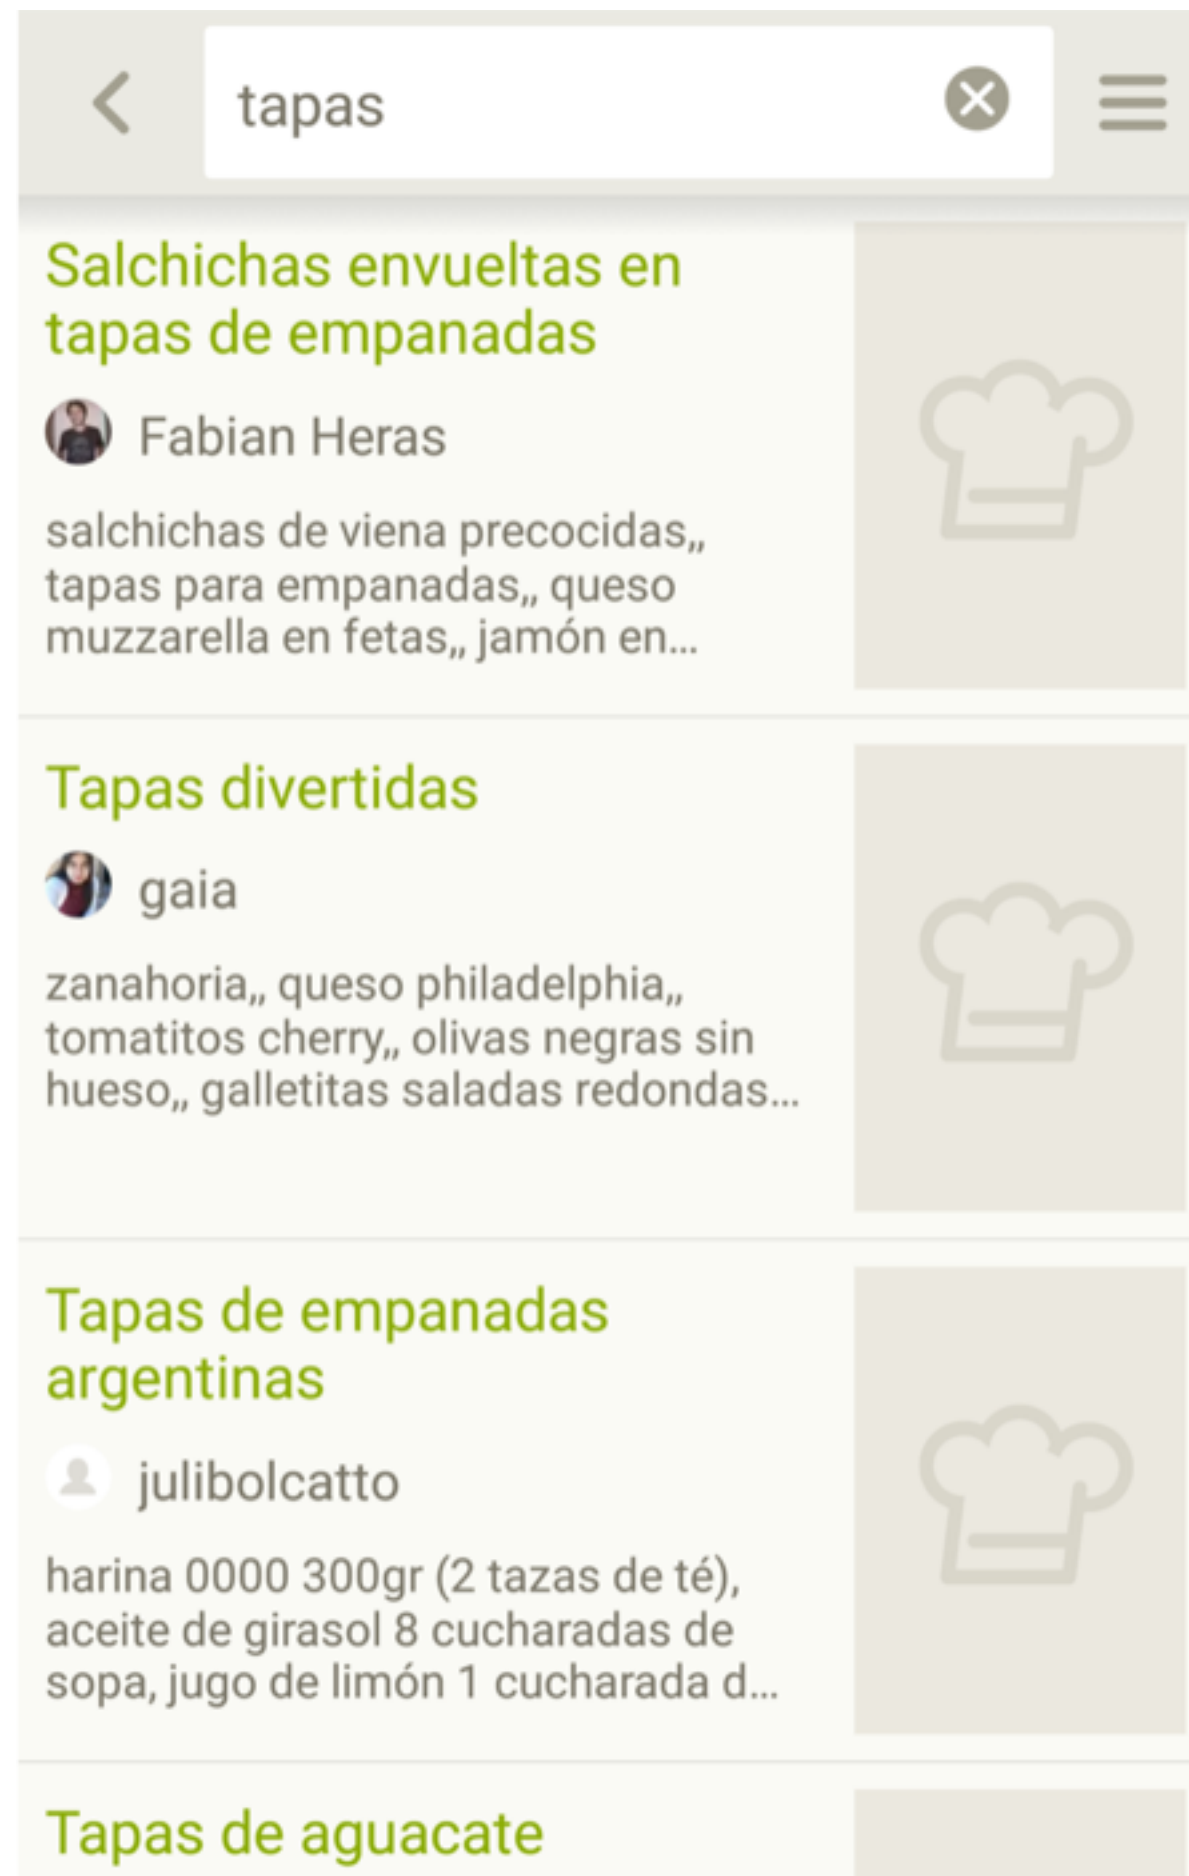 tapas
Salchichas envueltas en
tapas de empanadas
Fabian Heras
salchichas de viena precocidas,,
tapas para empanadas,, queso
muzzarella en fetas,, jamón en...
Tapas divertidas
gaia
zanahoria,, queso philadelphia,,
tomatitos cherry,, olivas negras sin
hueso,, galletitas saladas redondas...
Tapas de empanadas
argentinas
julibolcatto
harina 0000 300gr (2 tazas de té),
aceite de girasol 8 cucharadas de
sopa, jugo de limón 1 cucharada d...
Tapas de aguacate